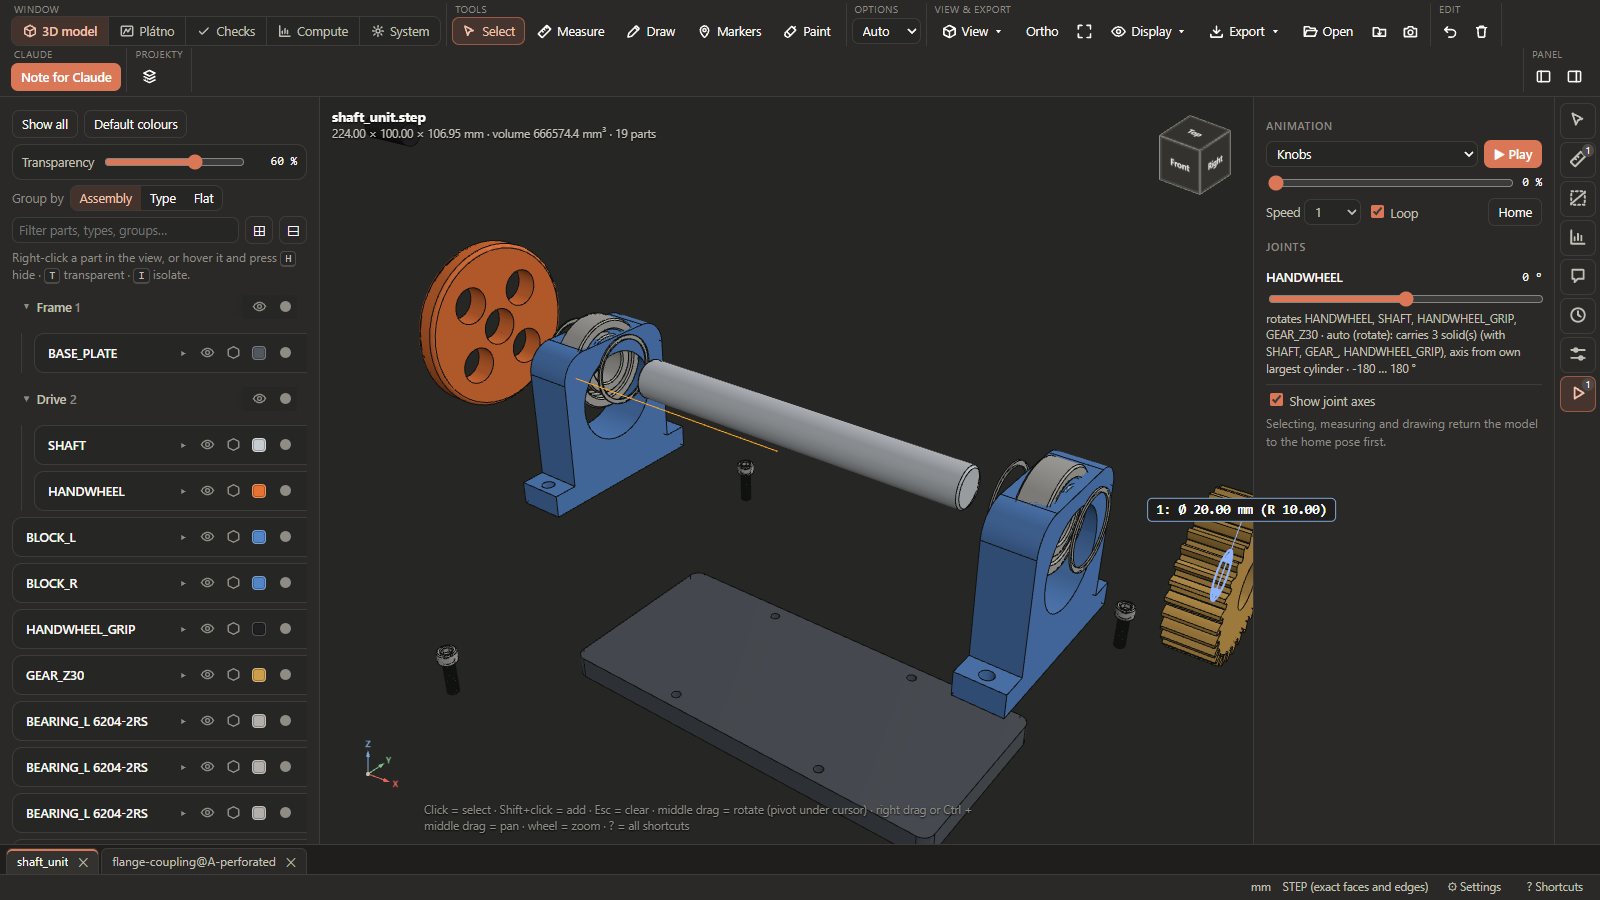 WINDOW
3D model
Plátno
Checks
Compute
System
TOOLS
Select
Measure
Draw
Markers
Paint
OPTIONS
Auto
VIEW & EXPORT
View
Ortho
Display
Export
Open
EDIT
CLAUDE
Note for Claude
PROJEKTY
PANEL
Show all
Default colours
Transparency
60 %
Group by
Assembly
Type
Flat
Filter parts, types, groups...
Right-click a part in the view, or hover it and press H
hide · T transparent · I isolate.
Frame 1
BASE_PLATE
Drive 2
SHAFT
HANDWHEEL
BLOCK_L
BLOCK_R
HANDWHEEL_GRIP
GEAR_Z30
BEARING_L 6204-2RS
BEARING_L 6204-2RS
BEARING_L 6204-2RS
shaft_unit.step
224.00 × 100.00 × 106.95 mm · volume 666574.4 mm³ · 19 parts
Top
Front
Right
1: Ø 20.00 mm (R 10.00)
Z
Y
X
Click = select · Shift+click = add · Esc = clear · middle drag = rotate (pivot under cursor) · right drag or Ctrl +
middle drag = pan · wheel = zoom · ? = all shortcuts
ANIMATION
Knobs
Play
0 %
Speed
1
Loop
Home
JOINTS
HANDWHEEL
0 °
rotates HANDWHEEL, SHAFT, HANDWHEEL_GRIP,
GEAR_Z30 · auto (rotate): carries 3 solid(s) (with
SHAFT, GEAR_, HANDWHEEL_GRIP), axis from own
largest cylinder · -180 ... 180 °
Show joint axes
Selecting, measuring and drawing return the model
to the home pose first.
1
1
shaft_unit
flange-coupling@A-perforated
mm
STEP (exact faces and edges)
Settings
? Shortcuts